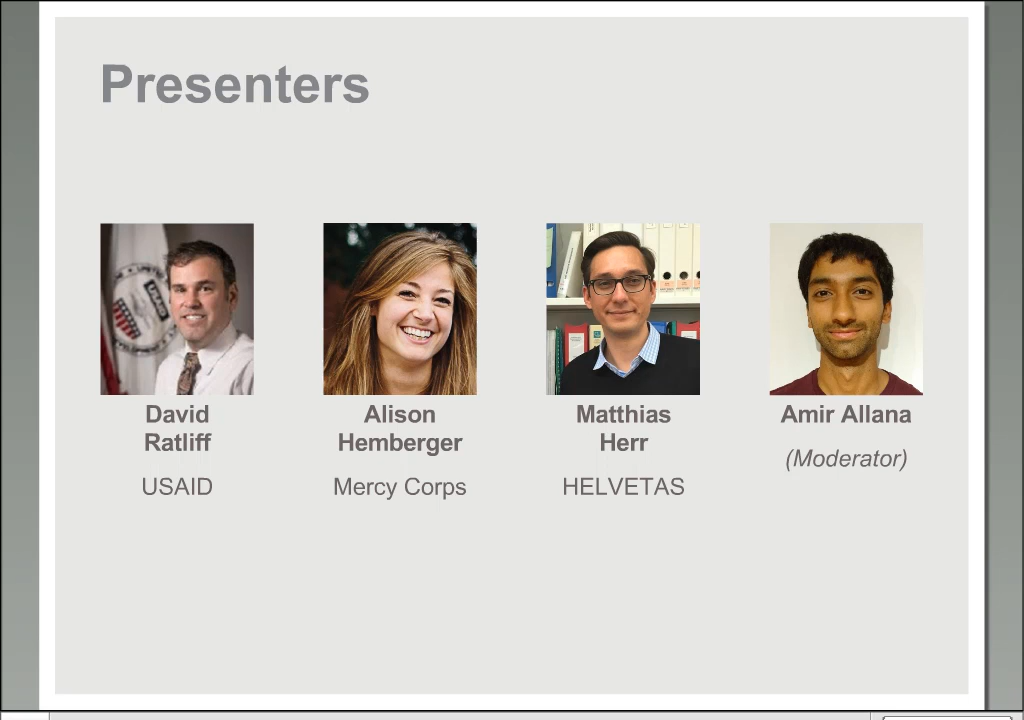 Presenters
David
Ratliff
USAID
Alison
Hemberger
Mercy Corps
Matthias
Herr
HELVETAS
Amir Allana
(Moderator)